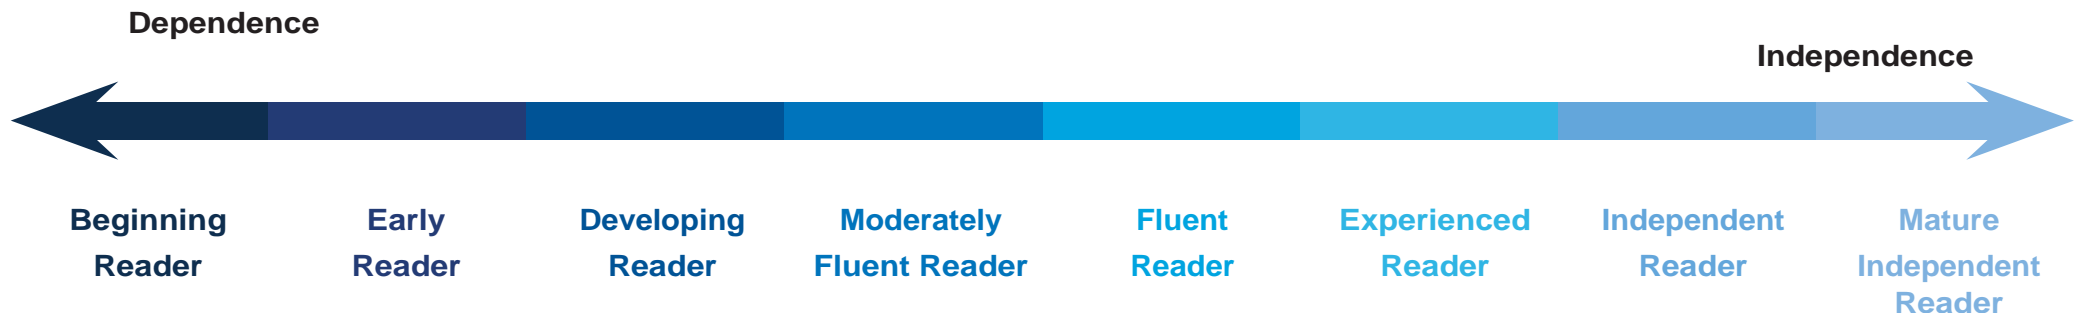 Dependence
Independence
Beginning
Reader
Early
Reader
Developing
Reader
Moderately
Fluent Reader
Fluent
Reader
Experienced
Reader
Independent
Reader
Mature
Independent
Reader